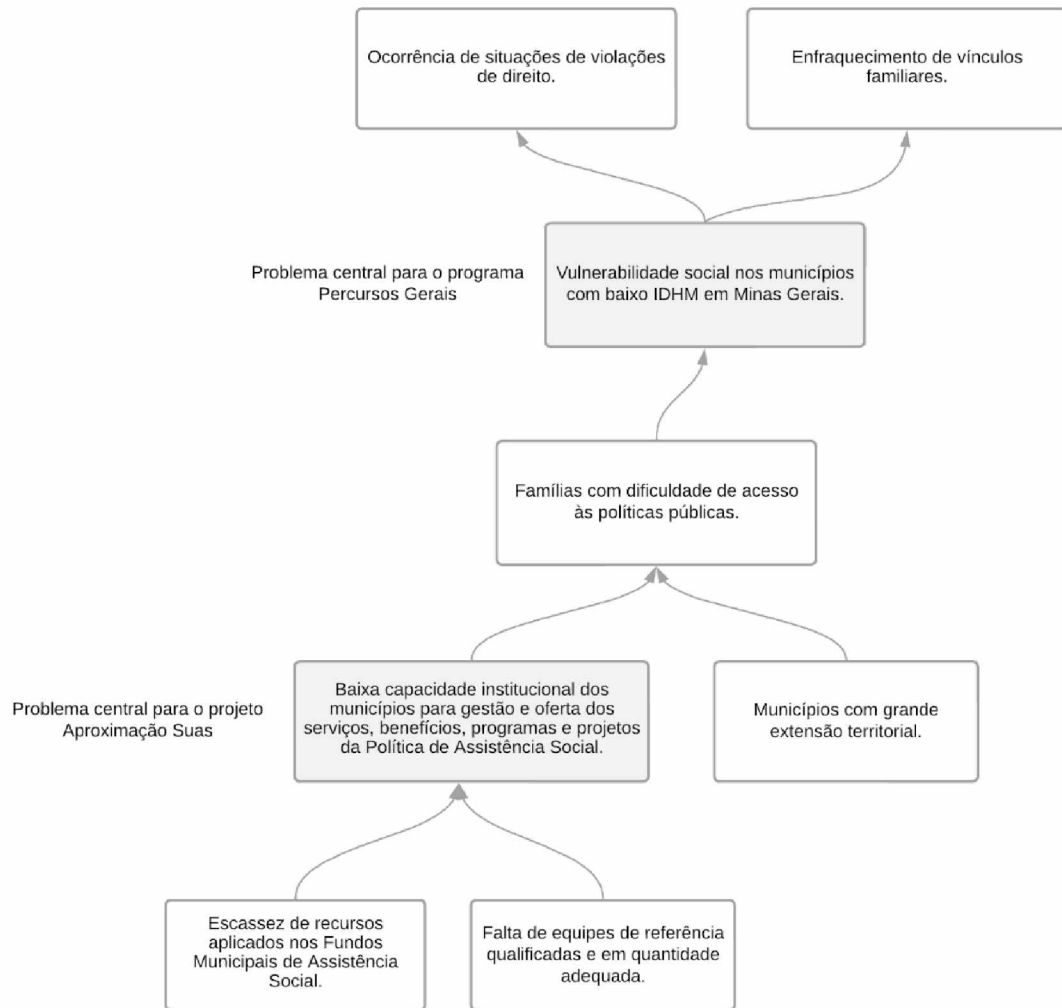 Ocorrência de situações de violações
de direito.
Enfraquecimento de vínculos
familiares.
Problema central para o programa
Percursos Gerais
Vulnerabilidade social nos municípios
com baixo IDHM em Minas Gerais.
Famílias com dificuldade de acesso
às políticas públicas.
Problema central para o projeto
Aproximação Suas
Baixa capacidade institucional dos
municípios para gestão e oferta dos
serviços, benefícios, programas e projetos
da Política de Assistência Social.
Municípios com grande
extensão territorial.
Escassez de recursos
aplicados nos Fundos
Municipais de Assistência
Social.
Falta de equipes de referência
qualificadas e em quantidade
adequada.